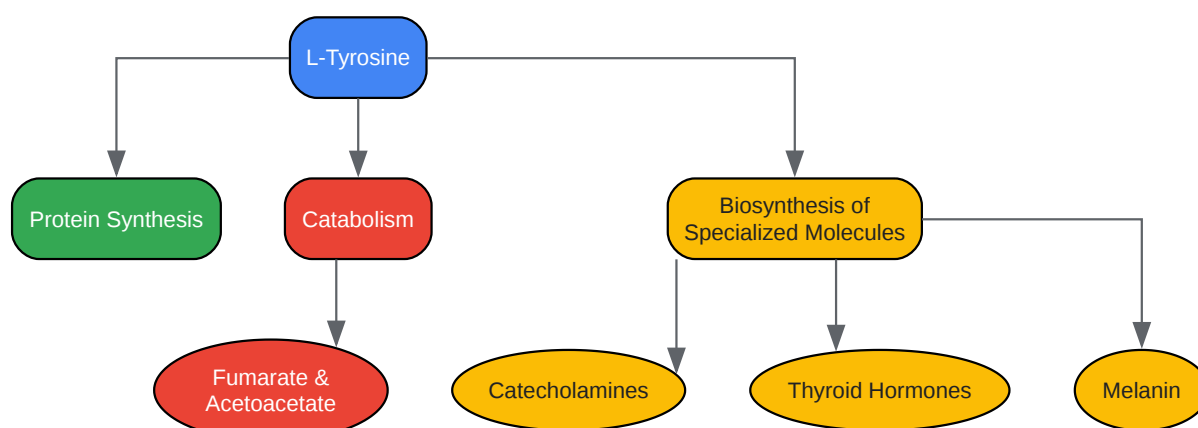 L-Tyrosine
Protein Synthesis
Catabolism
Biosynthesis of
Specialized Molecules
Fumarate &
Acetoacetate
Catecholamines
Thyroid Hormones
Melanin